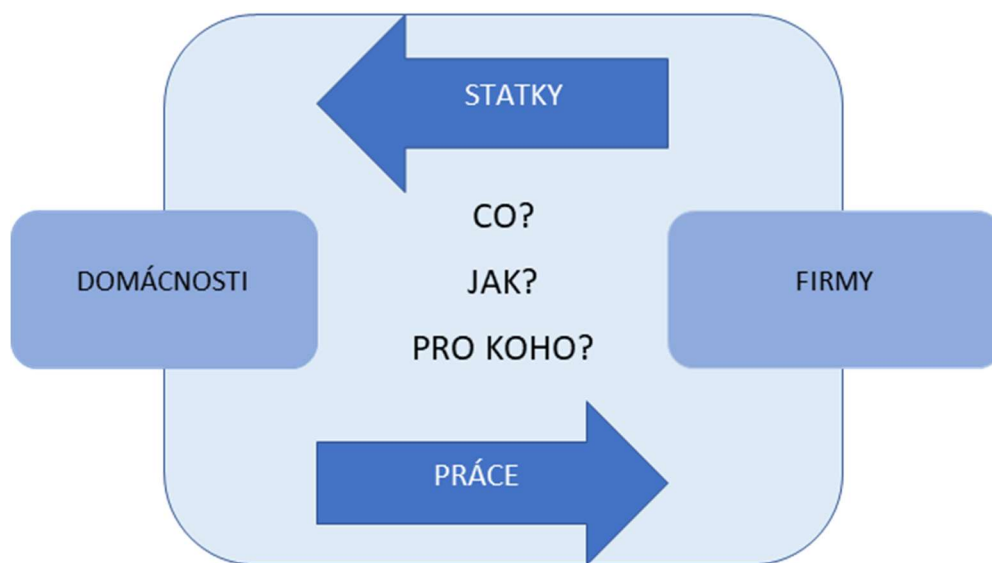 STATKY
CO?
DOMÁCNOSTI
JAK?
FIRMY
PRO KOHO?
PRÁCE